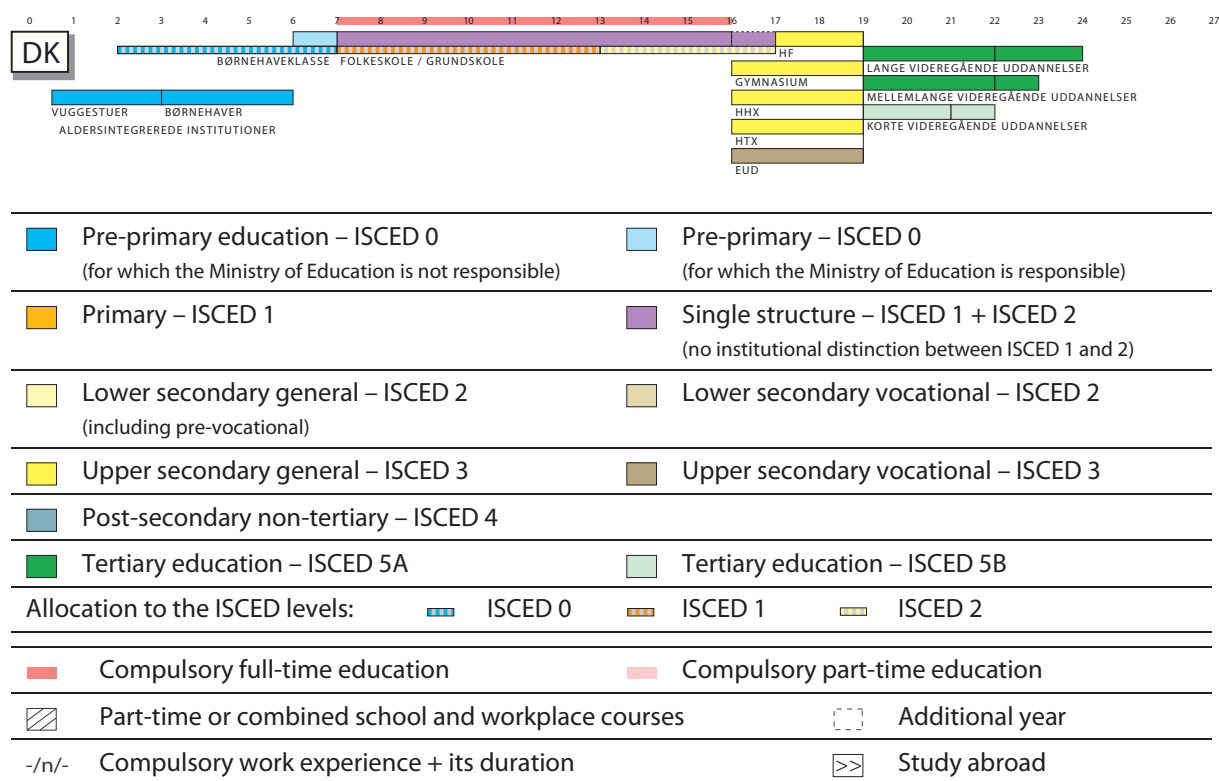 0 1 2 3 4 5 6 7 8 9 10 11 12 13 14 15 16 17 18 19 20 21 22 23 24 25 26 27
DK
BØRNEHAVEKLASSE FOLKESKOLE / GRUNDSKOLE HF
GYMNASIUM LANGE VIDEREGÅENDE UDDANNELSER
VUGGESTUER BØRNEHAVER HHX MELLEMLANGE VIDEREGÅENDE UDDANNELSER
ALDERSINTEGREREDE INSTITUTIONER HTX KORTE VIDEREGÅENDE UDDANNELSER
EUD
Pre-primary education – ISCED 0 Pre-primary – ISCED 0
(for which the Ministry of Education is not responsible) (for which the Ministry of Education is responsible)
Primary – ISCED 1 Single structure – ISCED 1 + ISCED 2
(no institutional distinction between ISCED 1 and 2)
Lower secondary general – ISCED 2 Lower secondary vocational – ISCED 2
(including pre-vocational)
Upper secondary general – ISCED 3 Upper secondary vocational – ISCED 3
Post-secondary non-tertiary – ISCED 4
Tertiary education – ISCED 5A Tertiary education – ISCED 5B
Allocation to the ISCED levels: ISCED 0 ISCED 1 ISCED 2
Compulsory full-time education Compulsory part-time education
Part-time or combined school and workplace courses Additional year
-/n/- Compulsory work experience + its duration >> Study abroad